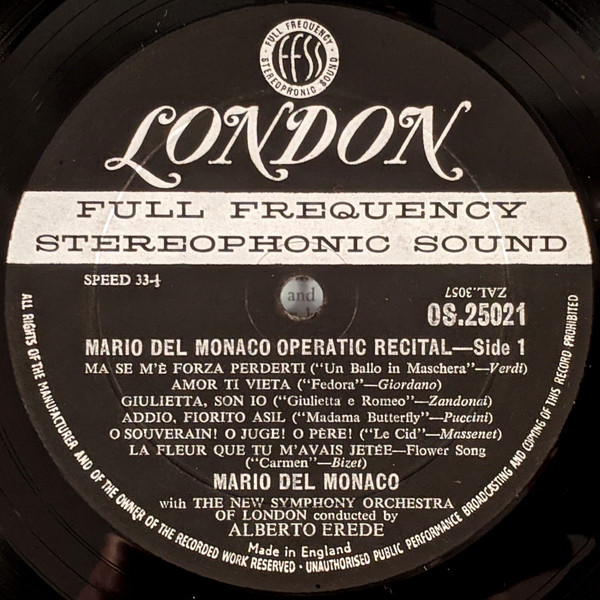 FULL FREQUENCY
FFSS
STEREOPHONIC SOUND
LONDON
FULL FREQUENCY
STEREOPHONIC SOUND
SPEED 33⅓
and
ZAL.3057
OS.25021
MARIO DEL MONACO OPERATIC RECITAL—Side 1
MA SE M'È FORZA PERDERTI ("Un Ballo in Maschera"—Verdi)
AMOR TI VIETA ("Fedora"—Giordano)
GIULIETTA, SON IO ("Giulietta e Romeo"—Zandonai)
ADDIO, FIORITO ASIL ("Madama Butterfly"—Puccini)
O SOUVERAIN! O JUGE! O PÈRE! ("Le Cid"—Massenet)
LA FLEUR QUE TU M'AVAIS JETÉE—Flower Song
("Carmen"—Bizet)
MARIO DEL MONACO
with THE NEW SYMPHONY ORCHESTRA
OF LONDON conducted by
ALBERTO EREDE
Made in England
ALL RIGHTS OF THE MANUFACTURER AND OF THE OWNER OF THE RECORDED WORK RESERVED • UNAUTHORISED PUBLIC PERFORMANCE BROADCASTING AND COPYING OF THIS RECORD PROHIBITED